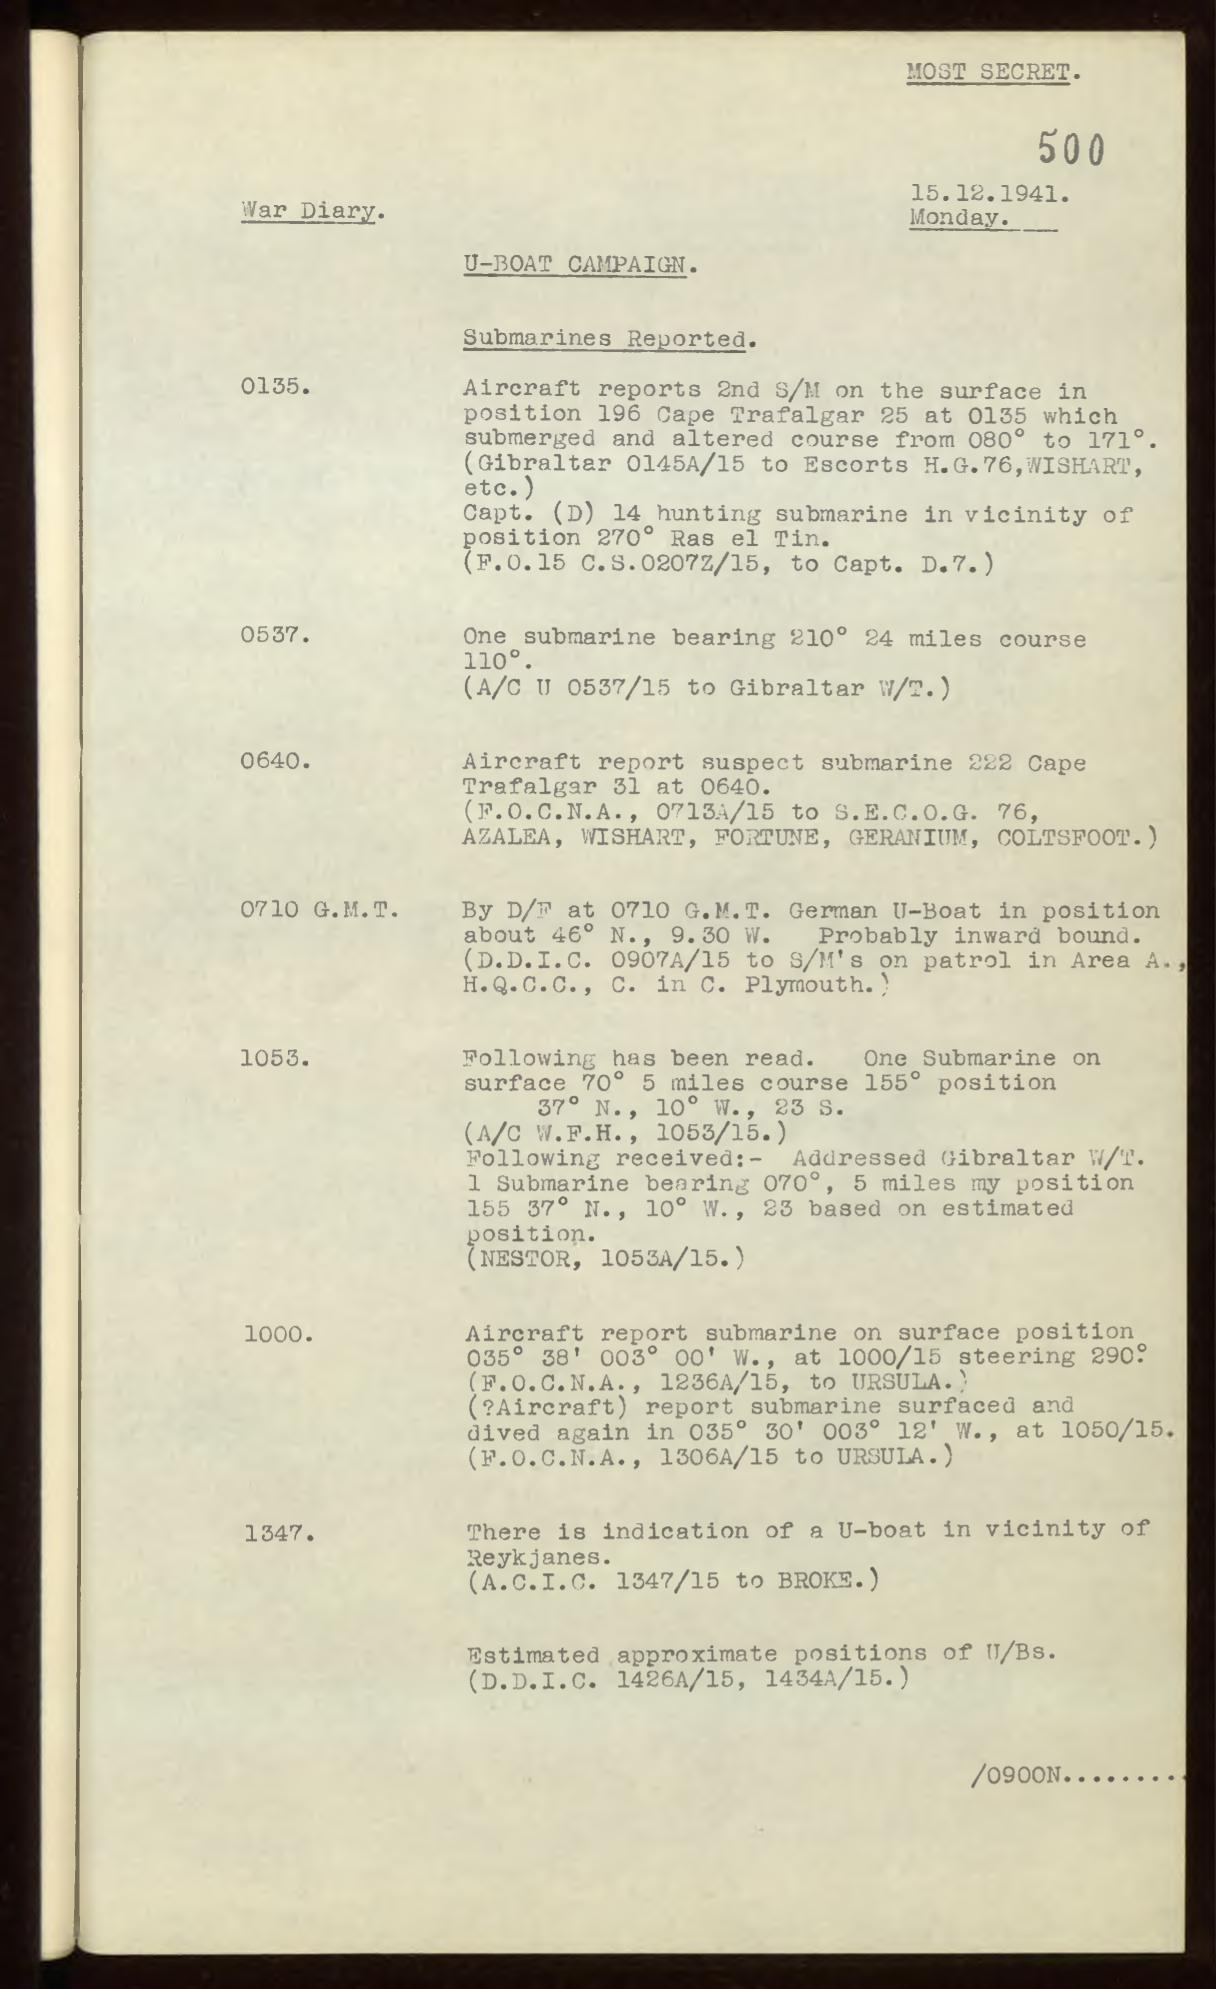 MOST SECRET.
500
15.12.1941.
War Diary.
Monday.
U-BOAT CAMPAIGN.
Submarines Reported.
0135.
Aircraft reports 2nd S/M on the surface in
position 196 Cape Trafalgar 25 at 0135 which
submerged and altered course from 080° to 171°.
(Gibraltar 0145A/15 to Escorts H.G.76,WISHART,
etc.)
Capt. (D) 14 hunting submarine in vicinity of
position 270° Ras el Tin.
(F.O.15 C.S.0207Z/15, to Capt. D.7.)
0537.
One submarine bearing 210° 24 miles course
110°.
(A/C U 0537/15 to Gibraltar W/T.)
0640.
Aircraft report suspect submarine 222 Cape
Trafalgar 31 at 0640.
(F.O.C.N.A., 0713A/15 to S.E.C.O.G. 76,
AZALEA, WISHART, FORTUNE, GERANIUM, COLTSFOOT.)
0710 G.M.T.
By D/F at 0710 G.M.T. German U-Boat in position
about 46° N., 9.30 W. Probably inward bound.
(D.D.I.C. 0907A/15 to S/M's on patrol in Area A.,
H.Q.C.C., C. in C. Plymouth.)
1053.
Following has been read. One Submarine on
surface 70° 5 miles course 155° position
37° N., 10° W., 23 S.
(A/C W.F.H., 1053/15.)
Following received:- Addressed Gibraltar W/T.
1 Submarine bearing 070°, 5 miles my position
155 37° N., 10° W., 23 based on estimated
position.
(NESTOR, 1053A/15.)
1000.
Aircraft report submarine on surface position
035° 38' 003° 00' W., at 1000/15 steering 290°.
(F.O.C.N.A., 1236A/15, to URSULA.)
(?Aircraft) report submarine surfaced and
dived again in 035° 30' 003° 12' W., at 1050/15.
(F.O.C.N.A., 1306A/15 to URSULA.)
1347.
There is indication of a U-boat in vicinity of
Reykjanes.
(A.C.I.C. 1347/15 to BROKE.)
Estimated approximate positions of U/Bs.
(D.D.I.C. 1426A/15, 1434A/15.)
/0900N.........